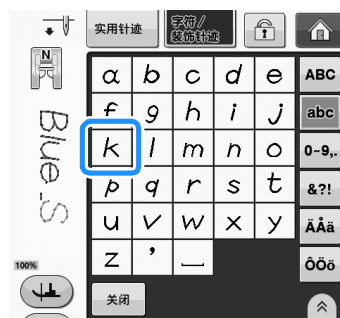 实用针迹
字符/
装饰针迹
N
Blue.S
100%
a b c d e
f g h i j
k l m n o
p q r s t
u v w x y
z ’ _
关闭
ABC
abc
0~9,.
&?!
ÄÅä
ÔÖö